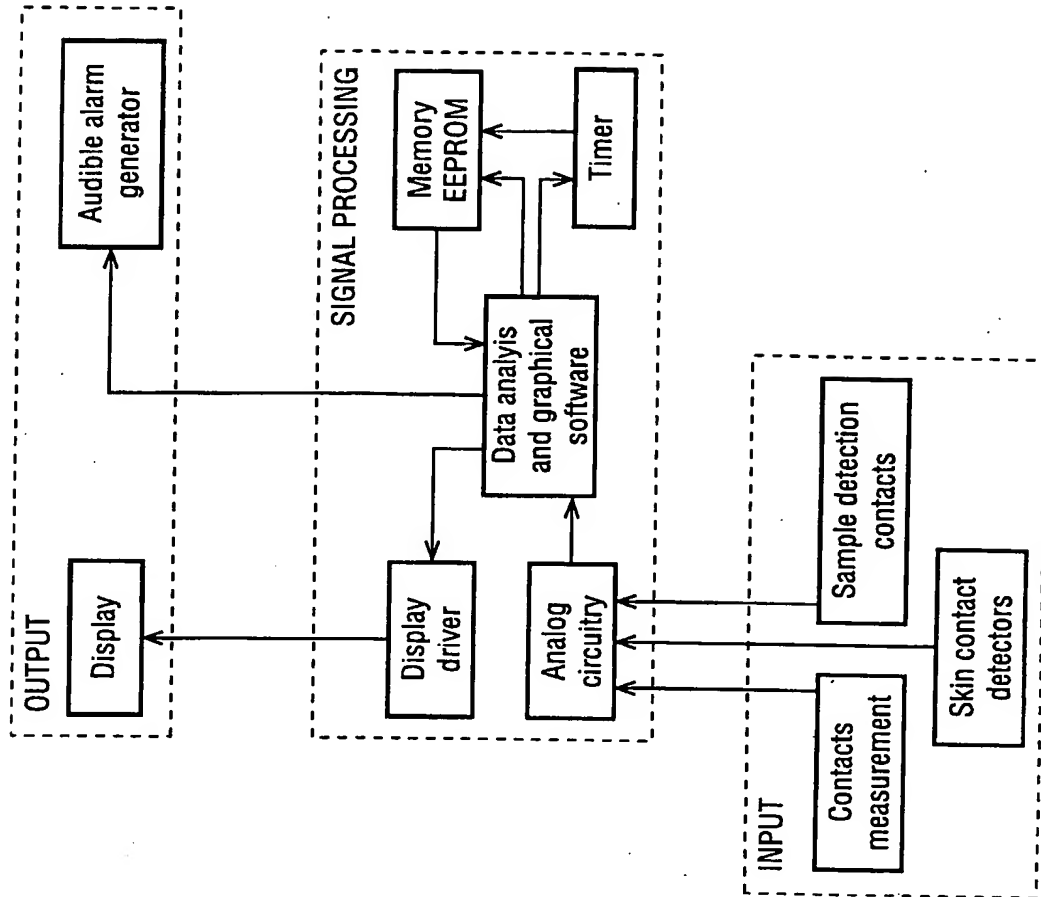 OUTPUT
Display
Audible alarm
generator
SIGNAL PROCESSING
Display
driver
Memory
EEPROM
Analog
circuitry
Data analyis
and graphical
software
Timer
INPUT
Contacts
measurement
Sample detection
contacts
Skin contact
detectors